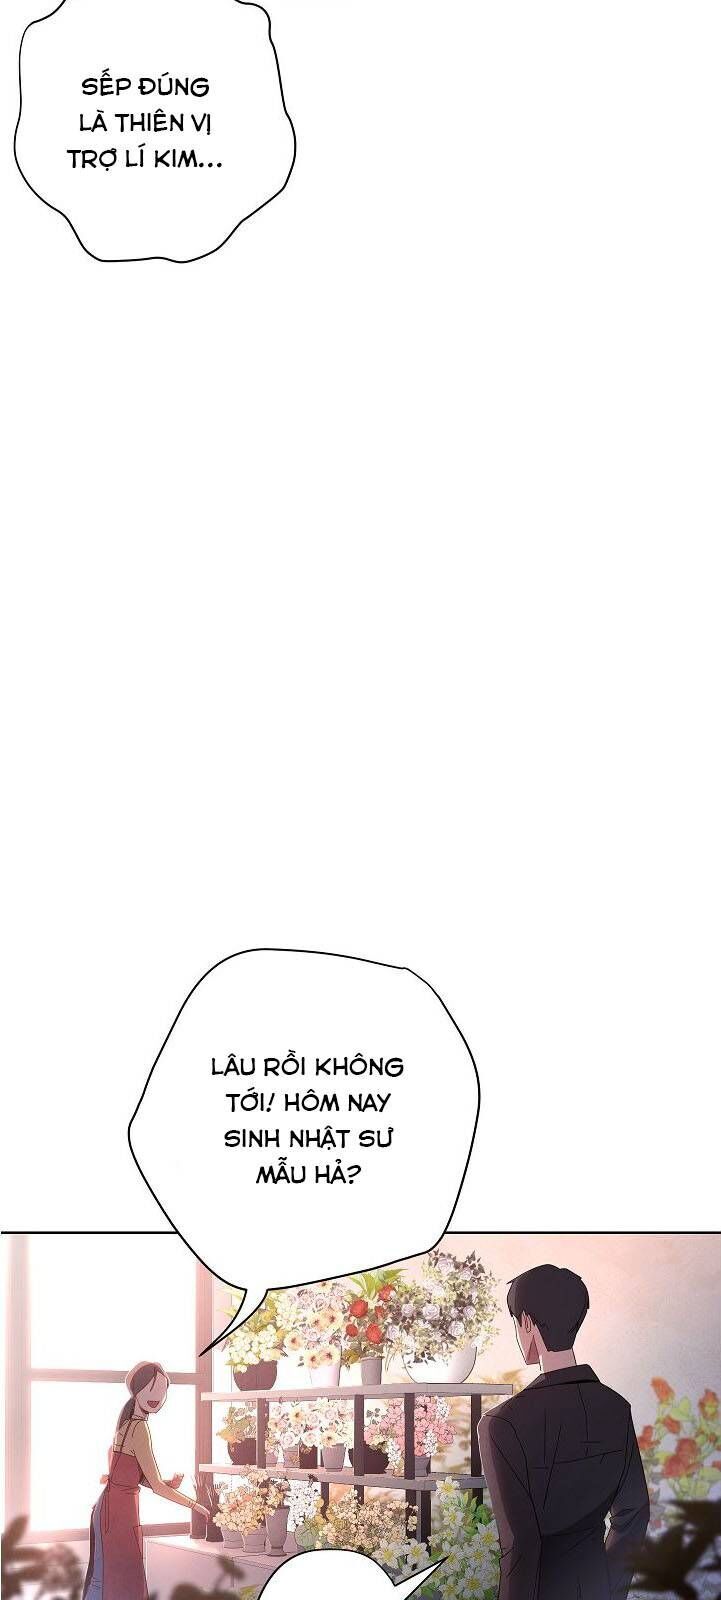 SẾP ĐÚNG
LÀ THIÊN VỊ
TRỢ LÍ KIM...
LÂU RỒI KHÔNG
TỚI! HÔM NAY
SINH NHẬT SƯ
MẪU HẢ?